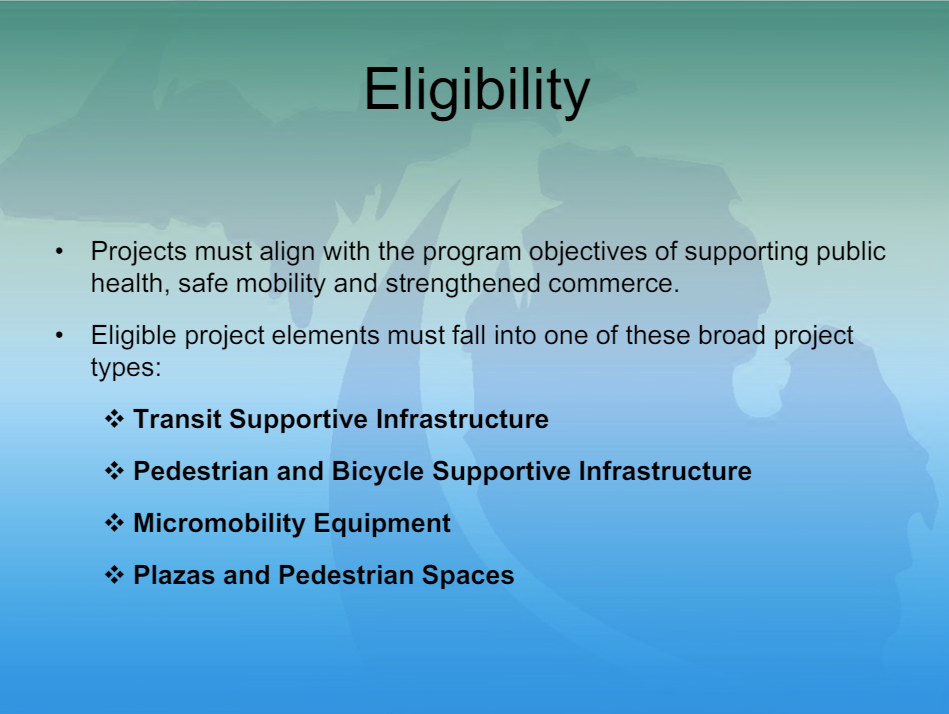 Eligibility
• Projects must align with the program objectives of supporting public
health, safe mobility and strengthened commerce.
• Eligible project elements must fall into one of these broad project
types:
❖ Transit Supportive Infrastructure
❖ Pedestrian and Bicycle Supportive Infrastructure
❖ Micromobility Equipment
❖ Plazas and Pedestrian Spaces